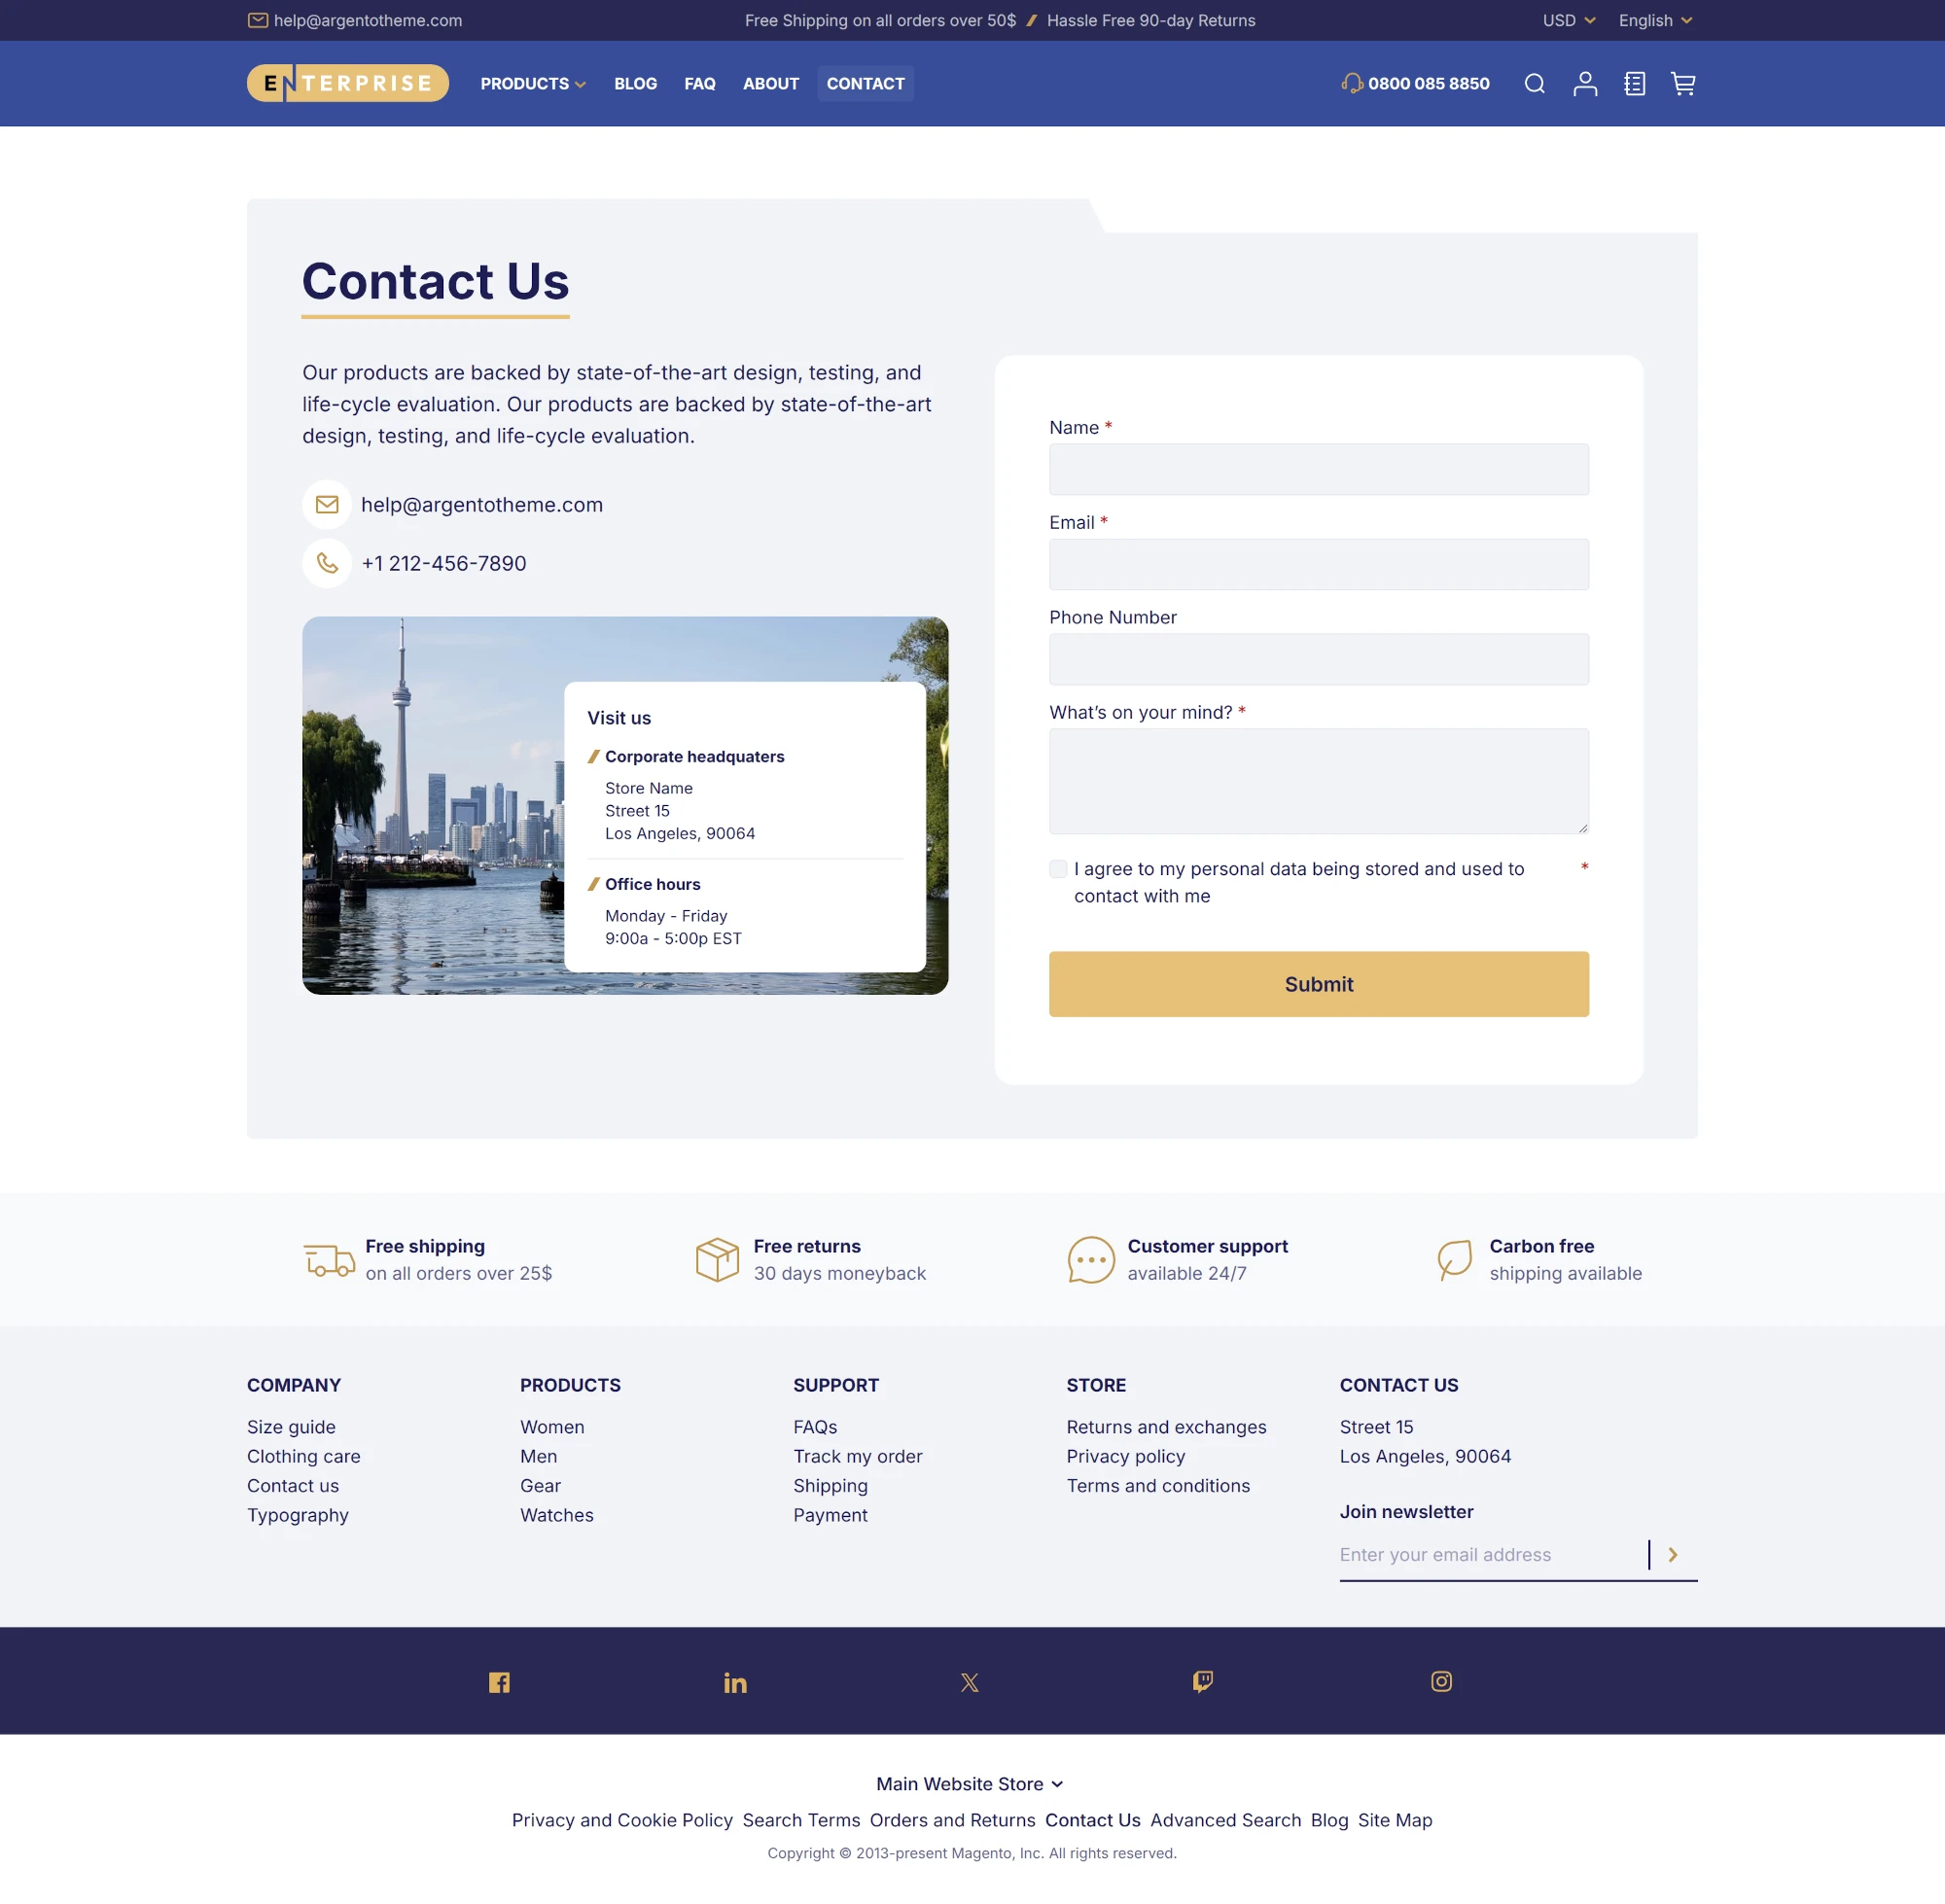 help@argentotheme.com
Free Shipping on all orders over 50$ Hassle Free 90-day Returns
USD English
ENTERPRISE
PRODUCTS BLOG FAQ ABOUT CONTACT
0800 085 8850
Contact Us
Our products are backed by state-of-the-art design, testing, and
life-cycle evaluation. Our products are backed by state-of-the-art
design, testing, and life-cycle evaluation.
help@argentotheme.com
+1 212-456-7890
Visit us
Corporate headquaters
Store Name
Street 15
Los Angeles, 90064
Office hours
Monday - Friday
9:00a - 5:00p EST
Name *
Email *
Phone Number
What's on your mind? *
I agree to my personal data being stored and used to *
contact with me
Submit
Free shipping
on all orders over 25$
Free returns
30 days moneyback
Customer support
available 24/7
Carbon free
shipping available
COMPANY
Size guide
Clothing care
Contact us
Typography
PRODUCTS
Women
Men
Gear
Watches
SUPPORT
FAQs
Track my order
Shipping
Payment
STORE
Returns and exchanges
Privacy policy
Terms and conditions
CONTACT US
Street 15
Los Angeles, 90064
Join newsletter
Enter your email address
Main Website Store
Privacy and Cookie Policy Search Terms Orders and Returns Contact Us Advanced Search Blog Site Map
Copyright © 2013-present Magento, Inc. All rights reserved.